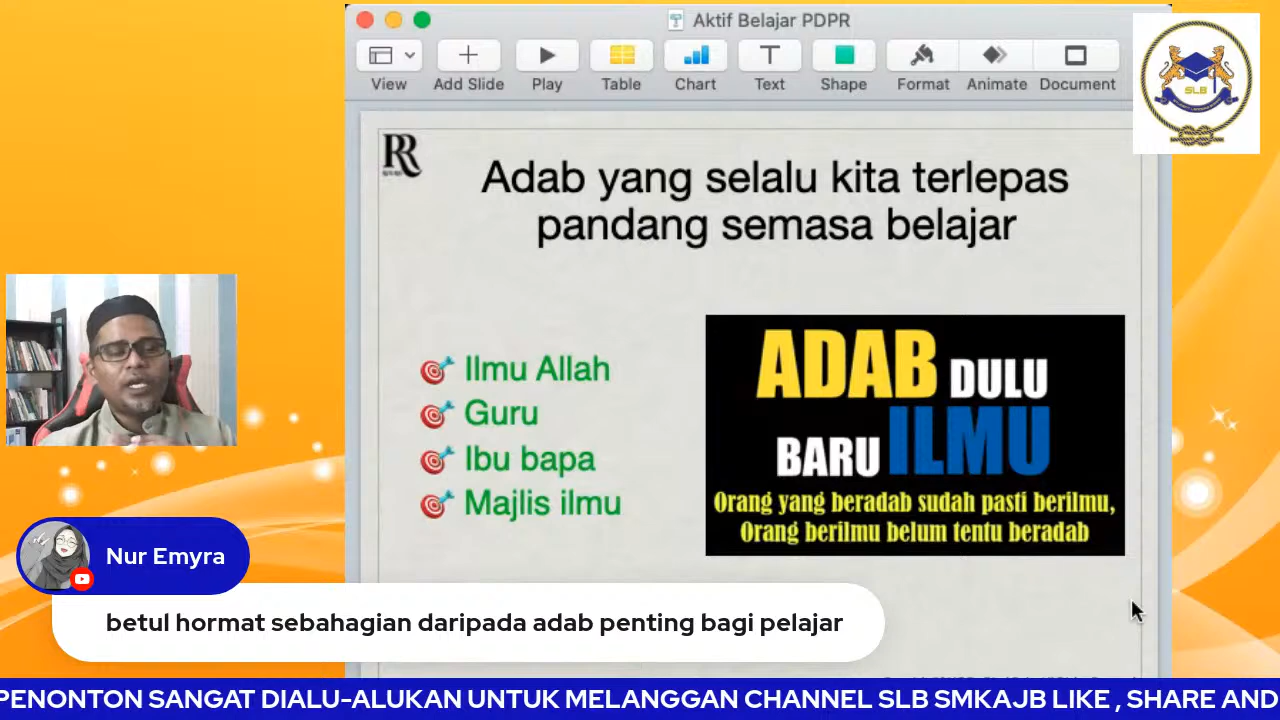 Aktif Belajar PDPR
View
Add Slide
Play
Table
Chart
Text
Shape
Format
Animate
Document
SLB
RR
Adab yang selalu kita terlepas
pandang semasa belajar
Ilmu Allah
Guru
Ibu bapa
Majlis ilmu
ADAB DULU
BARU ILMU
Orang yang beradab sudah pasti berilmu,
Orang berilmu belum tentu beradab
Nur Emyra
betul hormat sebahagian daripada adab penting bagi pelajar
PENONTON SANGAT DIALU-ALUKAN UNTUK MELANGGAN CHANNEL SLB SMKAJB LIKE , SHARE AND